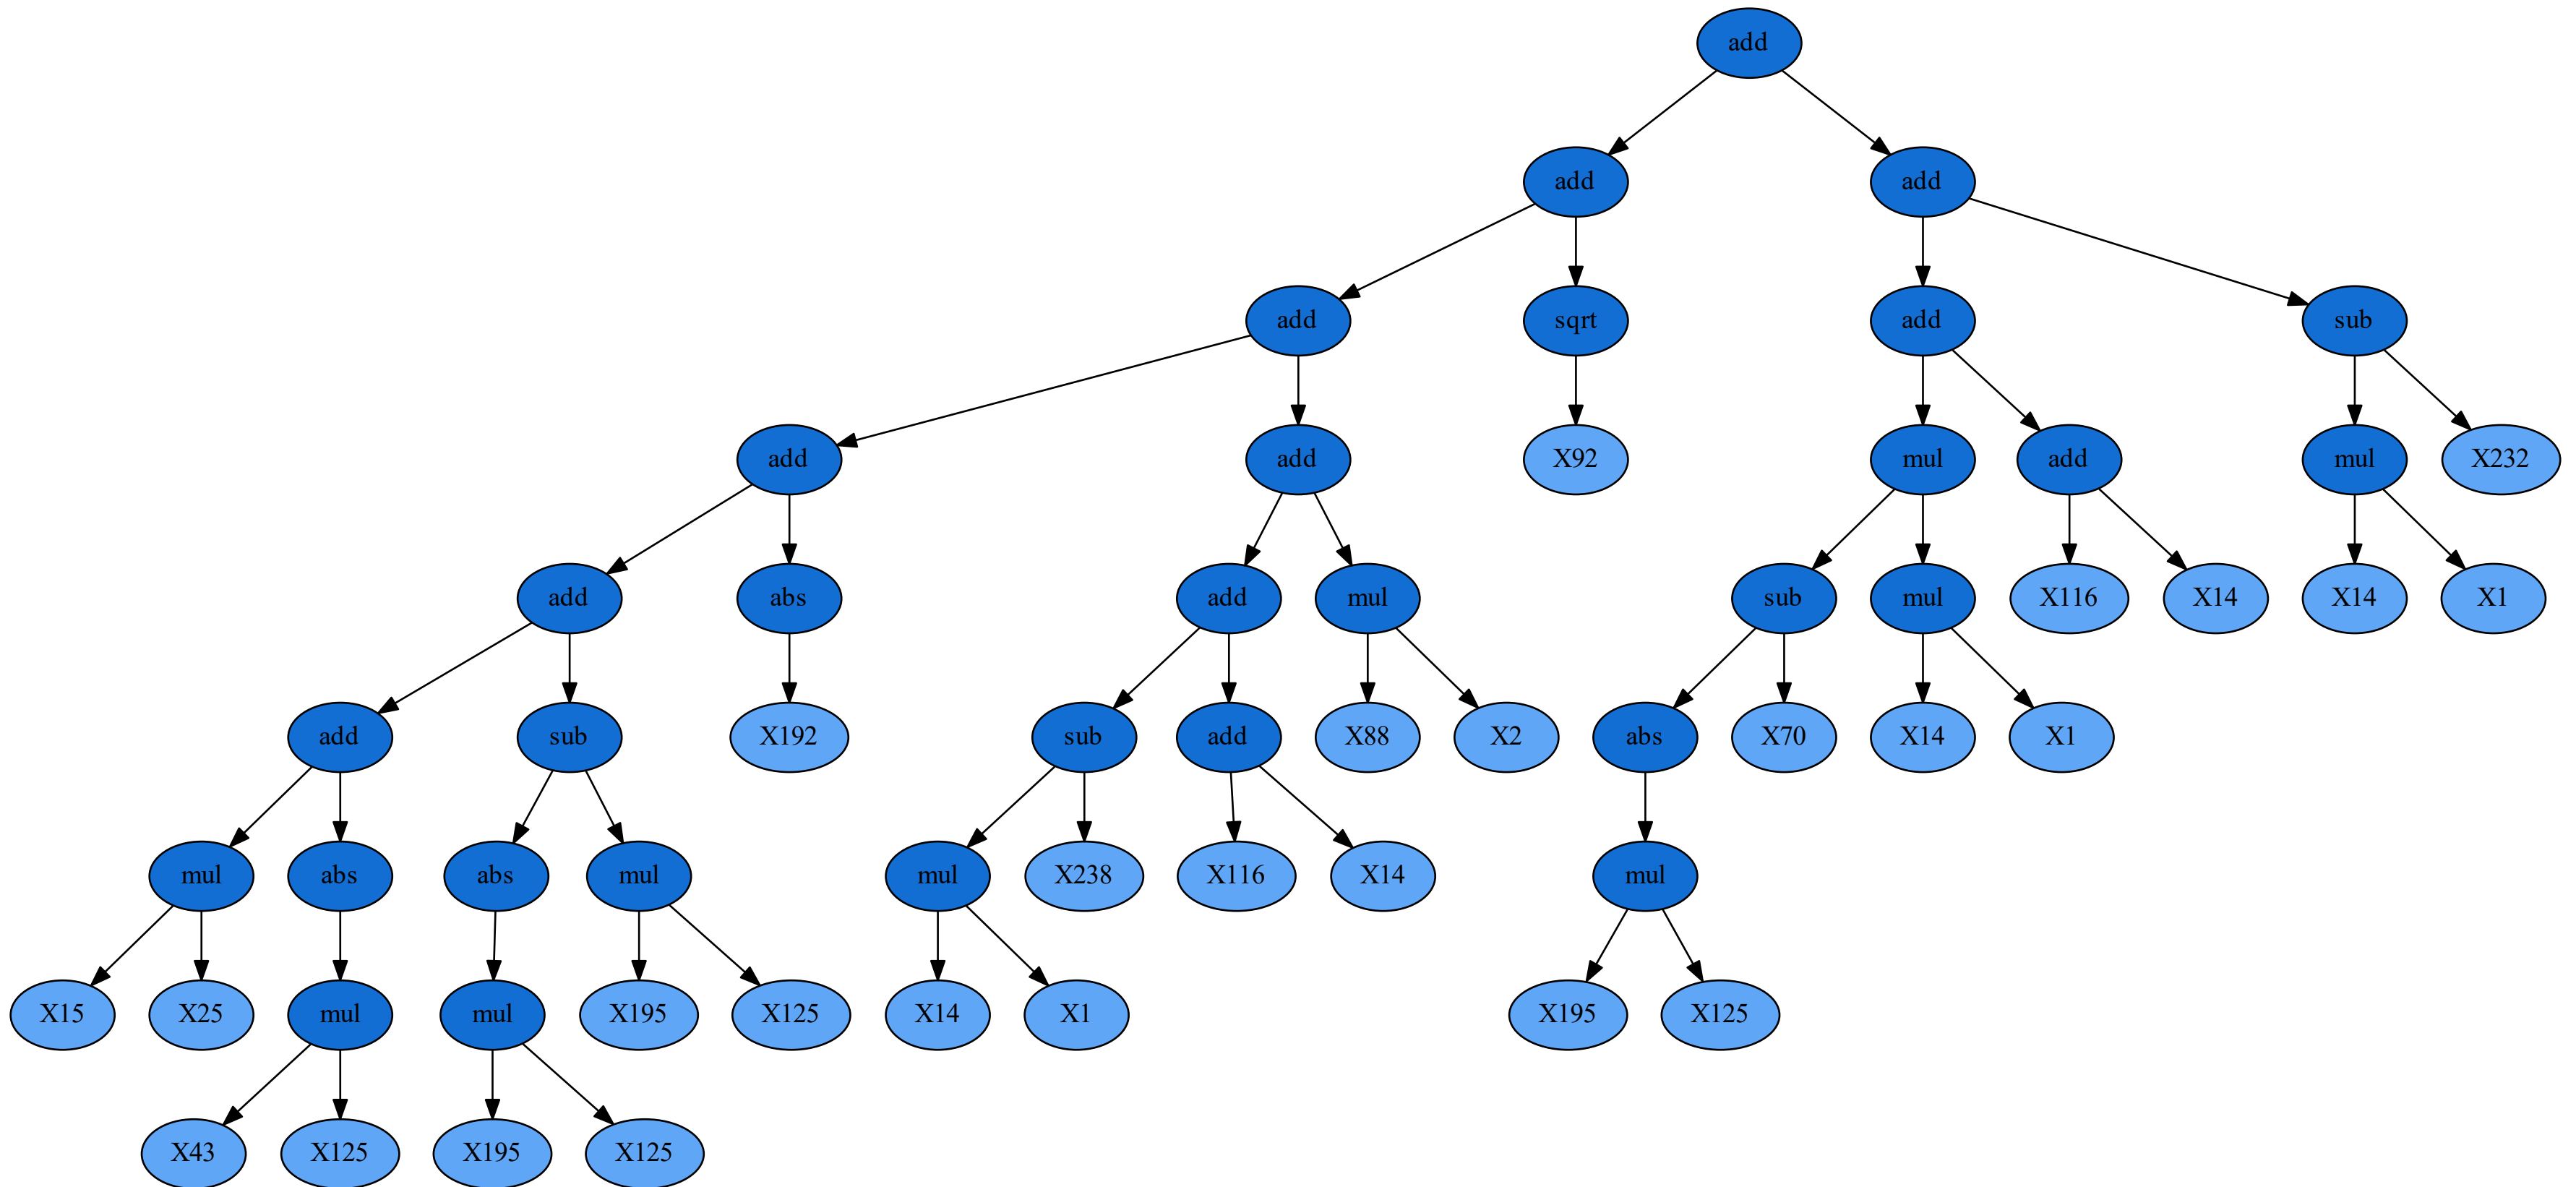 add
add add
add sqrt add sub
add add X92 mul add mul X232
add abs add mul sub mul X116 X14 X14 X1
add sub X192 sub add X88 X2 abs X70 X14 X1
mul abs abs mul mul X238 X116 X14 mul
X15 X25 mul mul X195 X125 X14 X1 X195 X125
X43 X125 X195 X125